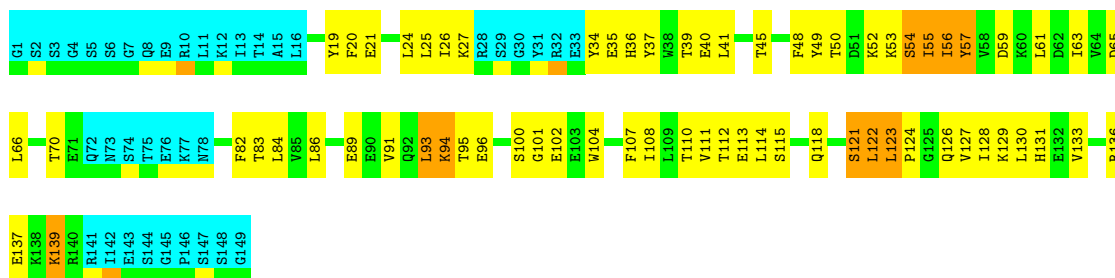 G1 S2 S3 G4 S5 S6 G7 Q8 E9 R10 L11 K12 I13 T14 A15 L16 Y19 F20 E21 L24 L25 I26 K27 R28 S29 G30 Y31 R32 E33 Y34 E35 H36 Y37 W38 T39 E40 L41 T45 F48 Y49 T50 D51 K52 K53 S54 I55 I56 Y57 V58 D59 K60 L61 D62 I63 V64 D65
L66 T70 E71 Q72 N73 S74 T75 E76 K77 N78 F82 T83 L84 V85 L86 E89 E90 V91 Q92 L93 K94 T95 E96 S100 G101 E102 E103 W104 F107 I108 L109 T110 V111 T112 E113 L114 S115 Q118 S121 L122 L123 P124 G125 Q126 V127 I128 K129 L130 H131 E132 V133
E137 K138 K139 R140 R141 I142 E143 S144 G145 P146 S147 S148 G149